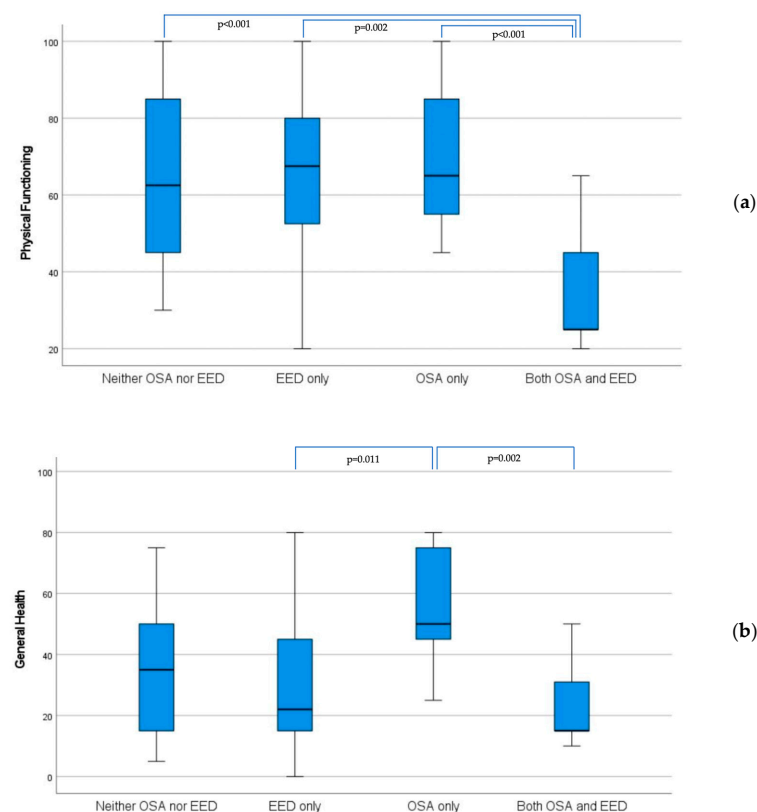 p<0.001
p=0.002
p<0.001
100
80
60
40
20
Physical Functioning
Neither OSA nor EED
EED only
OSA only
Both OSA and EED
(a)
p=0.011
p=0.002
100
80
60
40
20
0
General Health
Neither OSA nor EED
EED only
OSA only
Both OSA and EED
(b)